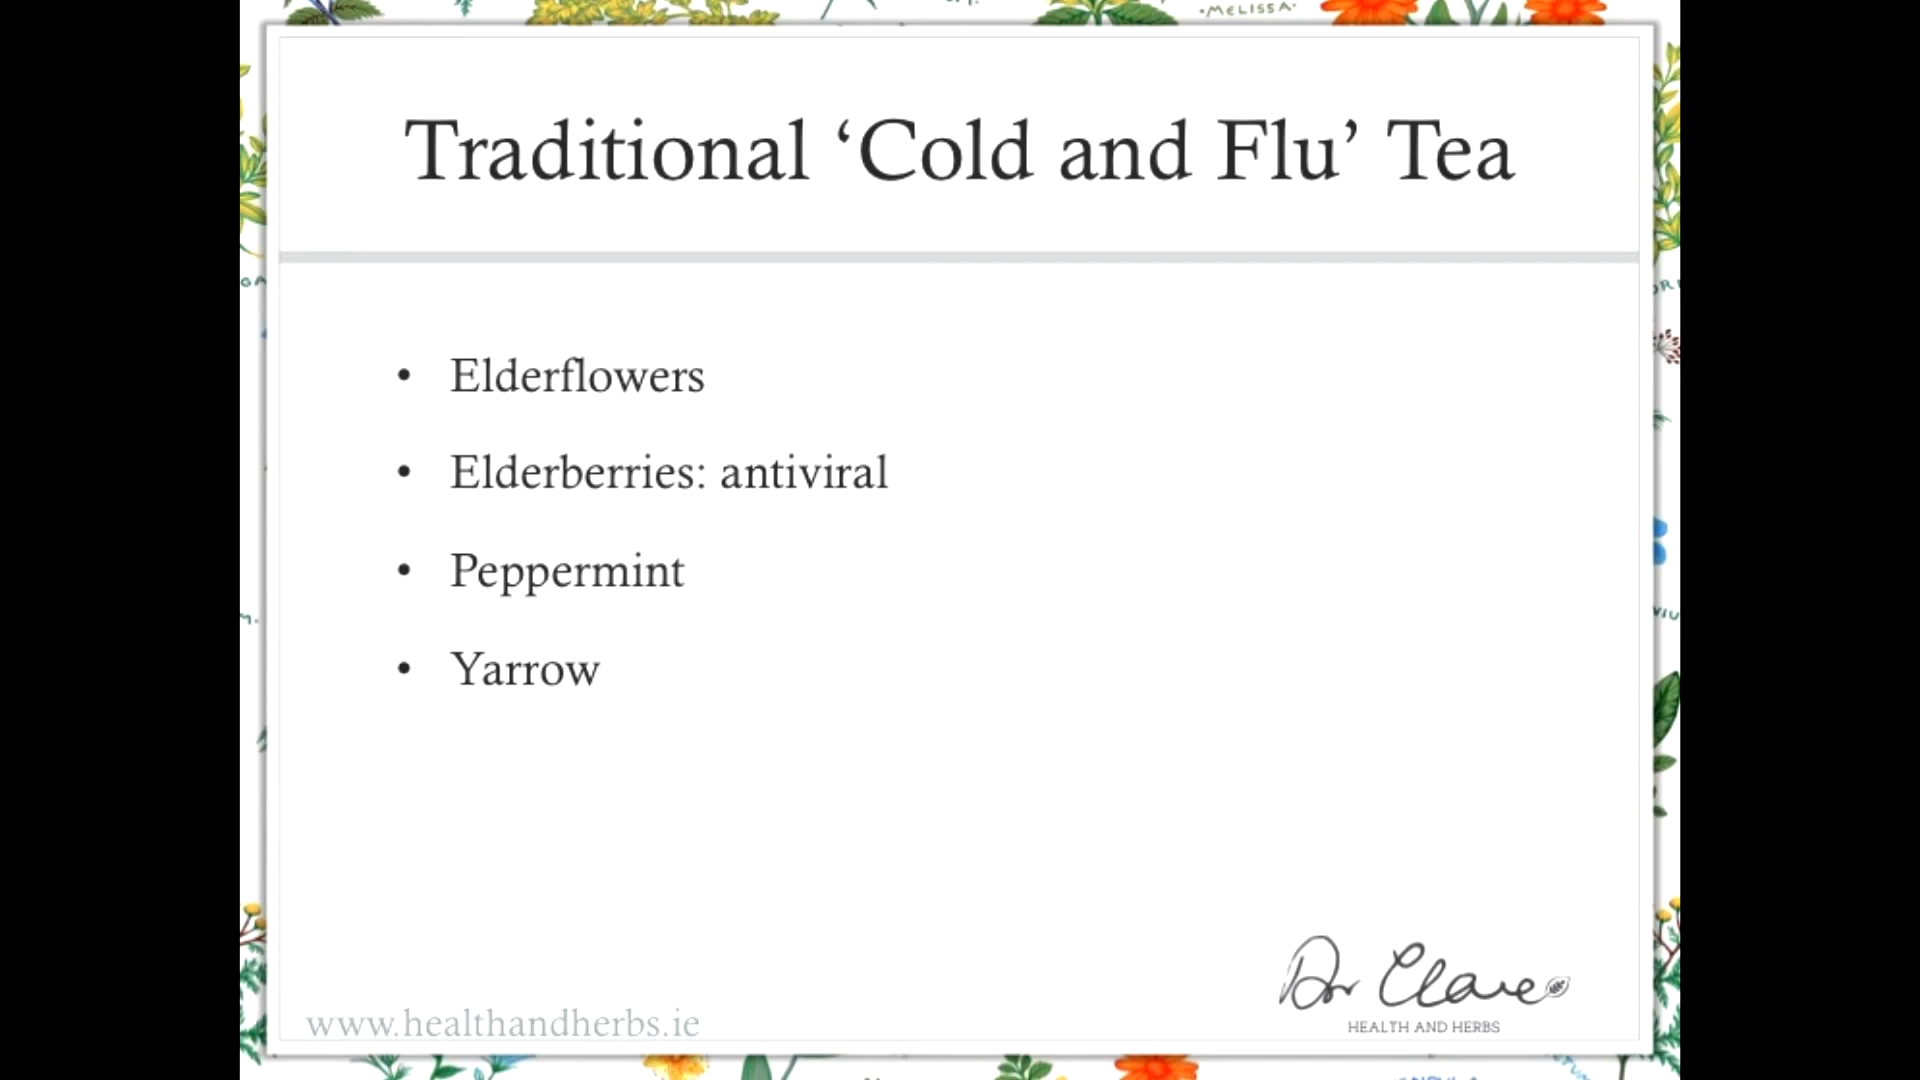 ·MELISSA·
Traditional ‘Cold and Flu’ Tea
• Elderflowers
• Elderberries: antiviral
• Peppermint
• Yarrow
Dr Clare
HEALTH AND HERBS
www.healthandherbs.ie